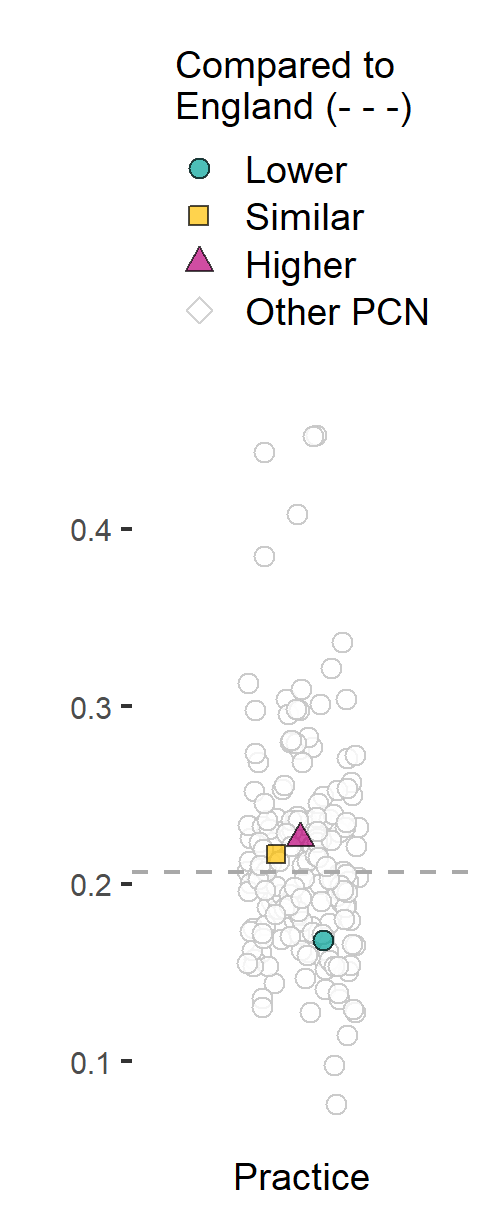 Compared to
England (- - -)
Lower
Similar
Higher
Other PCN
0.4
0.3
0.2
0.1
Practice